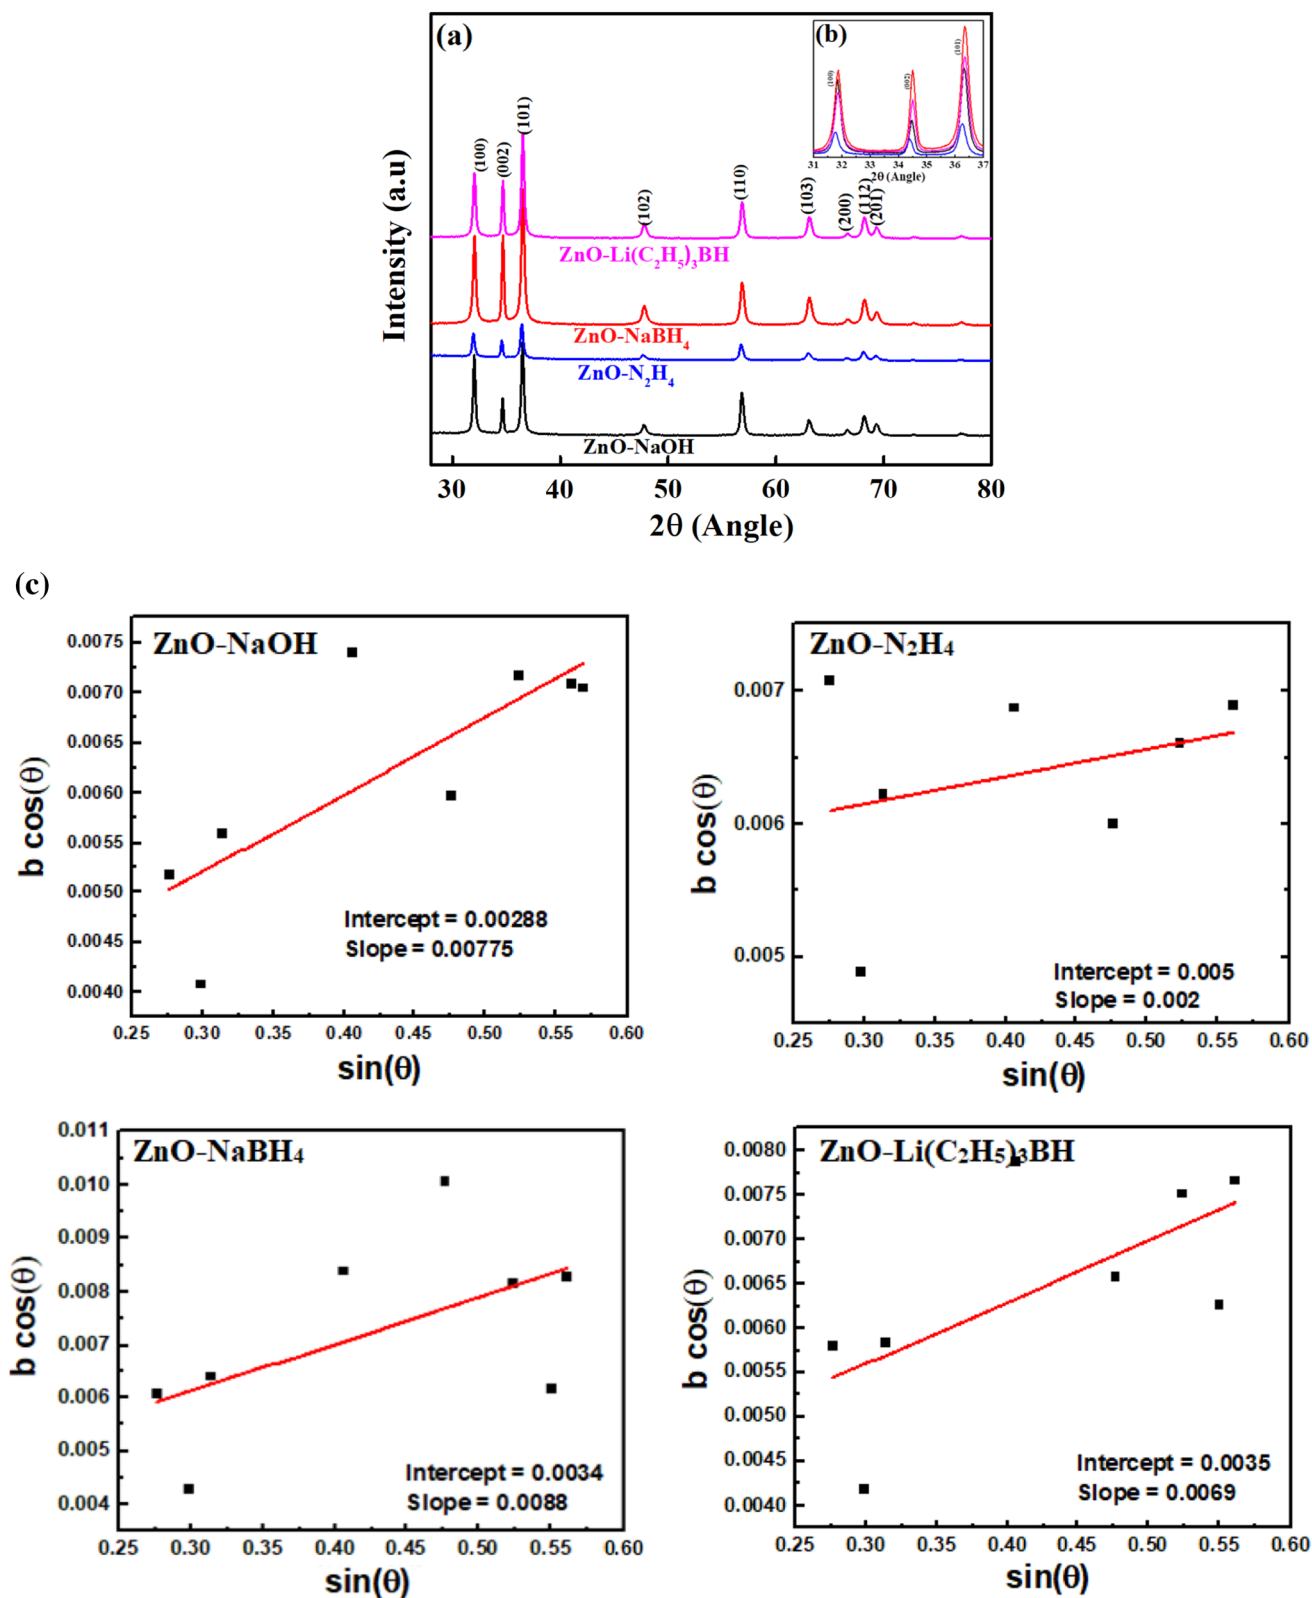 (a)
(b)
(100)
(002)
(101)
31 32 33 34 35 36 37
2θ (Angle)
Intensity (a.u)
(100)
(002)
(101)
(102)
(110)
(103)
(200)
(112)
(201)
ZnO-Li(C₂H₅)₃BH
ZnO-NaBH₄
ZnO-N₂H₄
ZnO-NaOH
30 40 50 60 70 80
2θ (Angle)
(c)
ZnO-NaOH
b cos(θ)
0.0075
0.0070
0.0065
0.0060
0.0055
0.0050
0.0045
0.0040
Intercept = 0.00288
Slope = 0.00775
0.25 0.30 0.35 0.40 0.45 0.50 0.55 0.60
sin(θ)
ZnO-N₂H₄
b cos(θ)
0.007
0.006
0.005
Intercept = 0.005
Slope = 0.002
0.25 0.30 0.35 0.40 0.45 0.50 0.55 0.60
sin(θ)
ZnO-NaBH₄
b cos(θ)
0.011
0.010
0.009
0.008
0.007
0.006
0.005
0.004
Intercept = 0.0034
Slope = 0.0088
0.25 0.30 0.35 0.40 0.45 0.50 0.55 0.60
sin(θ)
ZnO-Li(C₂H₅)₃BH
b cos(θ)
0.0080
0.0075
0.0070
0.0065
0.0060
0.0055
0.0050
0.0045
0.0040
Intercept = 0.0035
Slope = 0.0069
0.25 0.30 0.35 0.40 0.45 0.50 0.55 0.60
sin(θ)